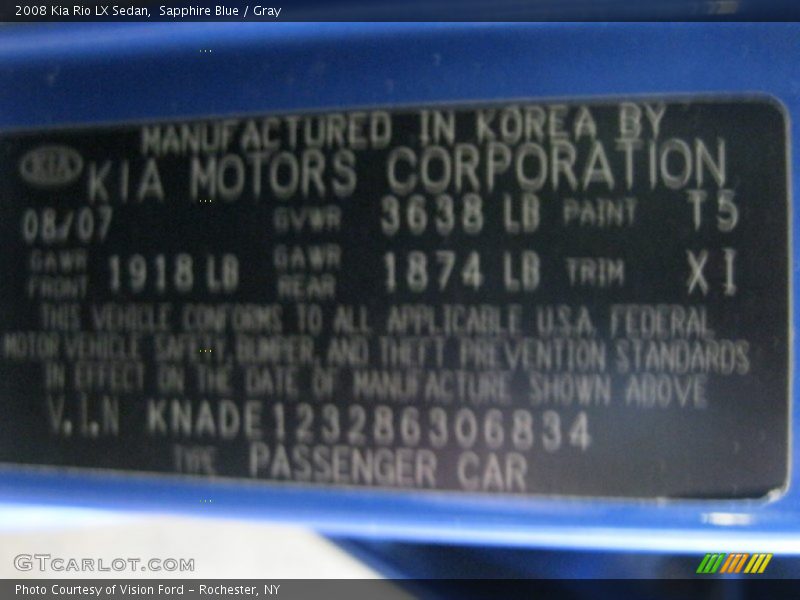 2008 Kia Rio LX Sedan, Sapphire Blue / Gray
MANUFACTURED IN KOREA BY
KIA KIA MOTORS CORPORATION
08/07 GVWR 3638 LB PAINT T5
GAWR FRONT 1918 LB GAWR REAR 1874 LB TRIM XI
THIS VEHICLE CONFORMS TO ALL APPLICABLE U.S.A. FEDERAL
MOTOR VEHICLE SAFETY, BUMPER, AND THEFT PREVENTION STANDARDS
IN EFFECT ON THE DATE OF MANUFACTURE SHOWN ABOVE
V.I.N KNADE123286306834
TYPE PASSENGER CAR
GTCARLOT.COM
Photo Courtesy of Vision Ford - Rochester, NY